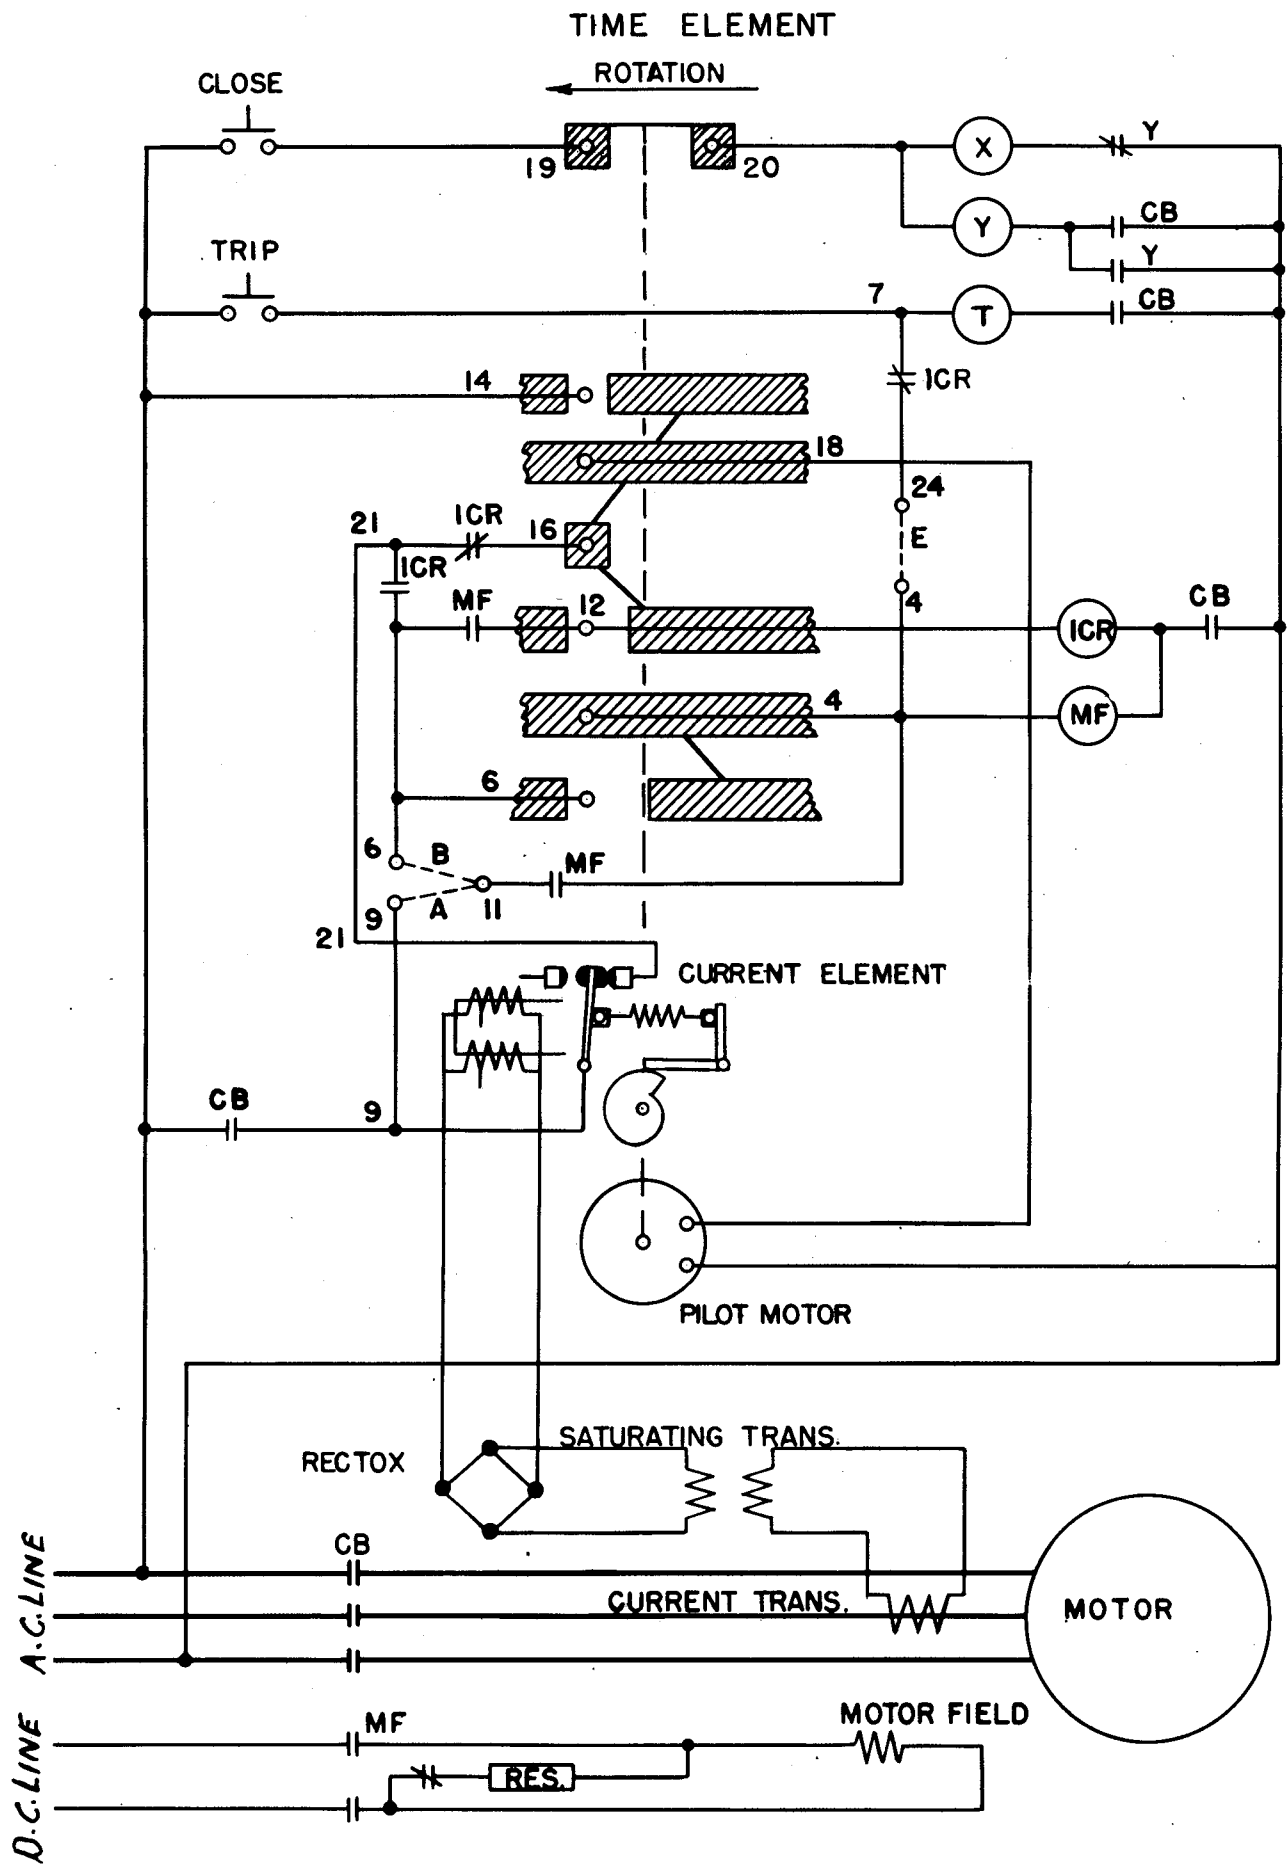 TIME ELEMENT
ROTATION
CLOSE
19
20
X
Y
Y
CB
Y
TRIP
7
T
CB
14
1CR
18
24
E
4
21
1CR
16
1CR
MF
12
1CR
CB
4
MF
6
6
B
MF
A
11
9
21
CURRENT ELEMENT
CB
9
PILOT MOTOR
SATURATING TRANS.
RECTOX
A.C. LINE
CB
CURRENT TRANS.
MOTOR
D.C. LINE
MF
MOTOR FIELD
RES.